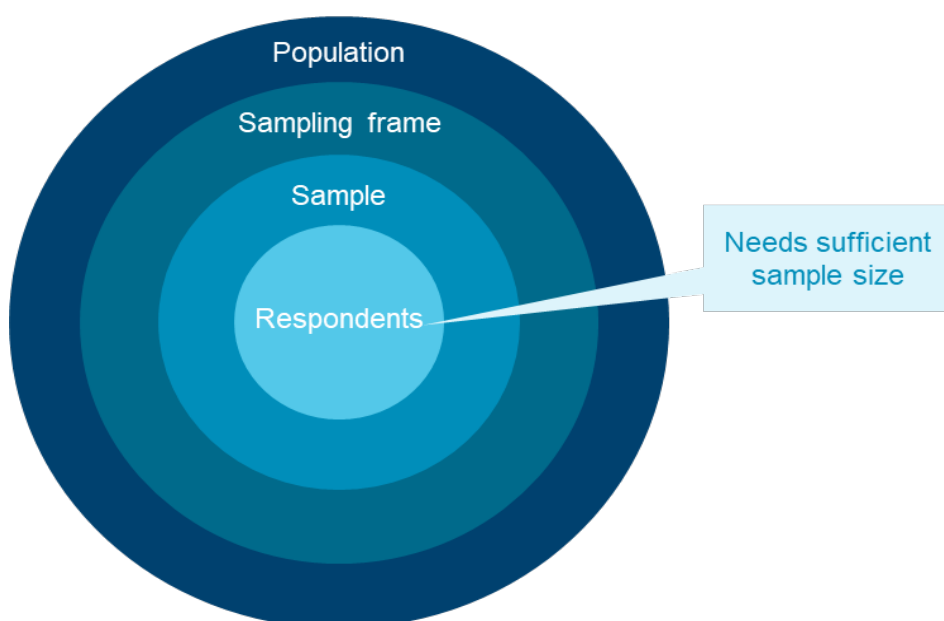 Population
Sampling frame
Sample
Needs sufficient
sample size
Respondents